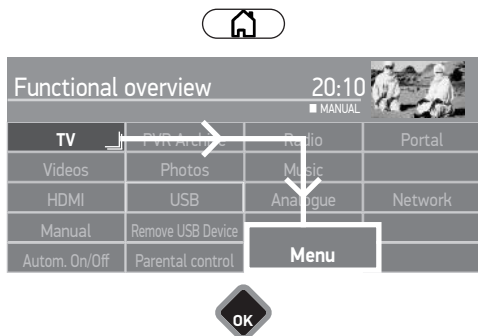 Functional overview 20:10
MANUAL
TV PVR Archive Radio Portal
Videos Photos Music
HDMI USB Analogue Network
Manual Remove USB Device
Menu
Autom. On/Off Parental control
OK